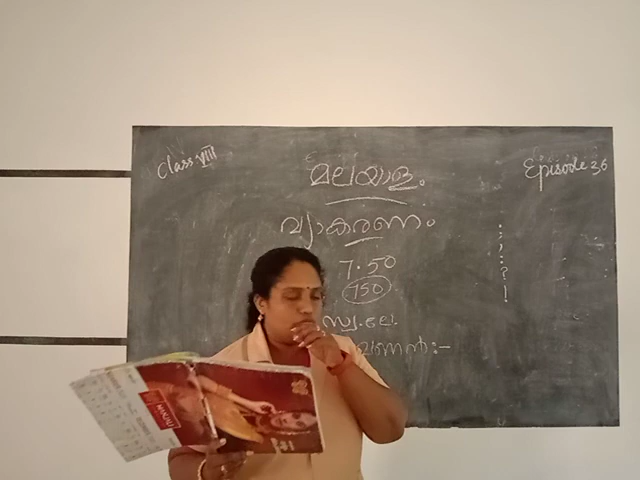 Class VIII
മലയാളം
Episode 36
വ്യാകരണം
7.50
750
സ്വ.ലേ.
. ; , : ? !